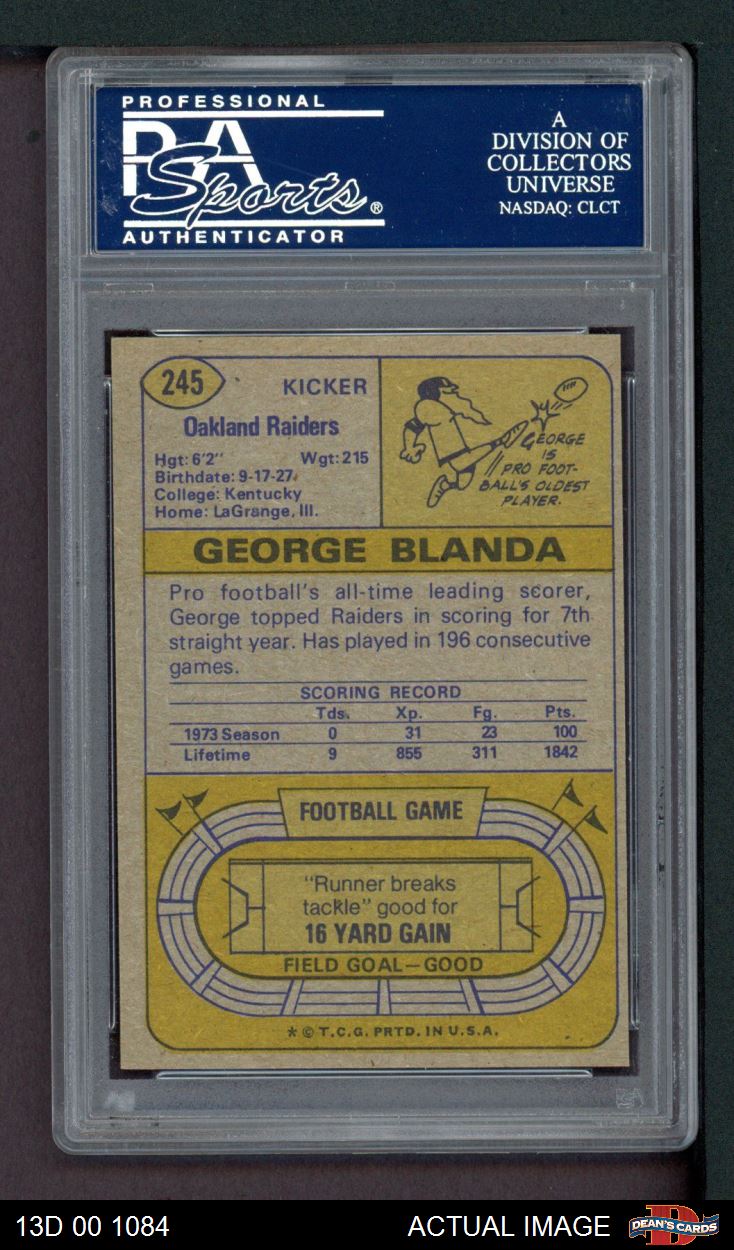 PROFESSIONAL
PSA
Sports®
AUTHENTICATOR
A
DIVISION OF
COLLECTORS
UNIVERSE
NASDAQ: CLCT
245
KICKER
Oakland Raiders
Hgt: 6'2" Wgt: 215
Birthdate: 9-17-27
College: Kentucky
Home: LaGrange, Ill.
GEORGE
IS
PRO FOOT-
BALL'S OLDEST
PLAYER.
GEORGE BLANDA
Pro football's all-time leading scorer,
George topped Raiders in scoring for 7th
straight year. Has played in 196 consecutive
games.
SCORING RECORD
Tds. Xp. Fg. Pts.
1973 Season 0 31 23 100
Lifetime 9 855 311 1842
FOOTBALL GAME
"Runner breaks
tackle" good for
16 YARD GAIN
FIELD GOAL—GOOD
* © T.C.G. PRTD. IN U.S.A.
13D 00 1084 ACTUAL IMAGE
D
DEAN'S CARDS